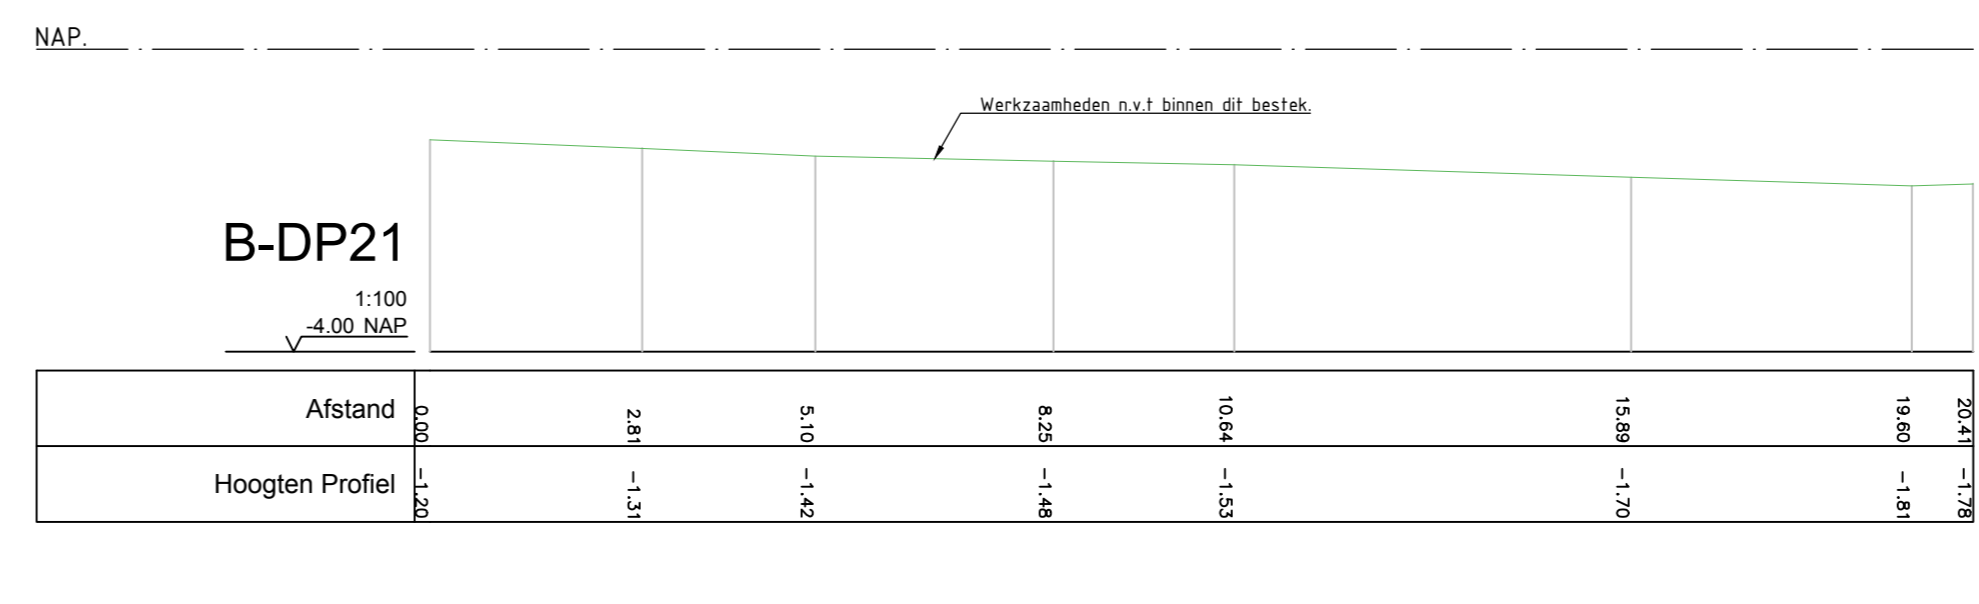 NAP.
Werkzaamheden n.v.t binnen dit bestek.
B-DP21
1:100
-4.00 NAP
Afstand 0.00 2.81 5.10 8.25 10.64 15.89 19.60 20.41
Hoogten Profiel -1.20 -1.31 -1.42 -1.48 -1.53 -1.70 -1.81 -1.78